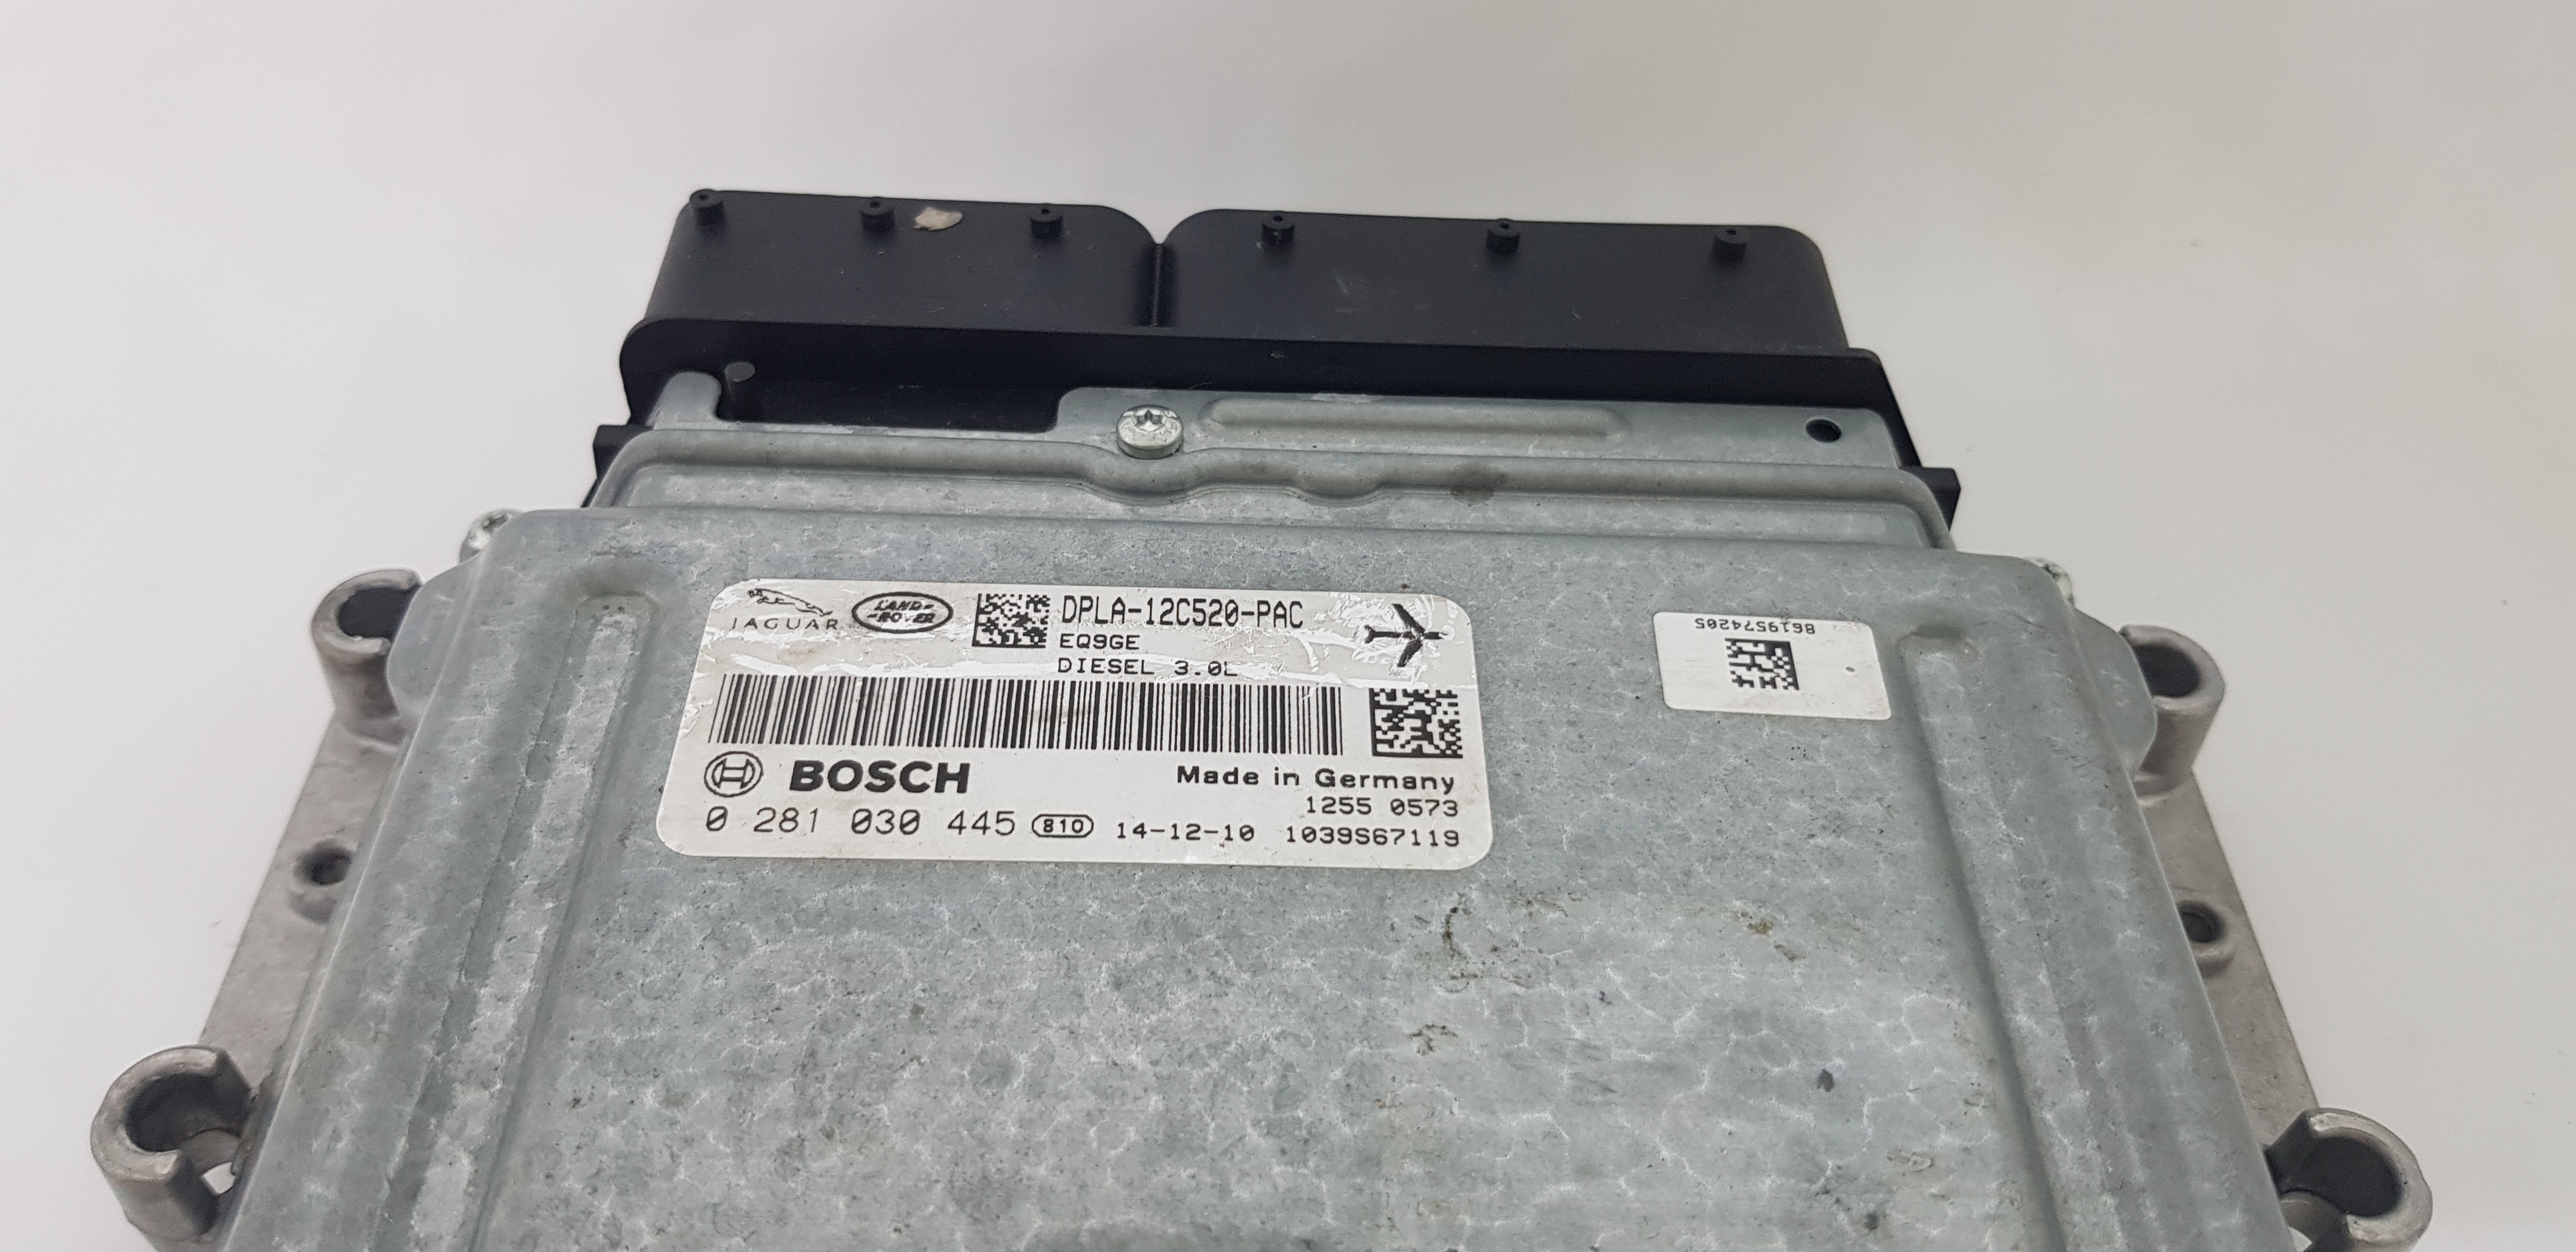 JAGUAR
LAND-
-ROVER
DPLA-12C520-PAC
EQ9GE
DIESEL 3.0L
BOSCH
Made in Germany
1255 0573
0 281 030 445 810 14-12-10 1039S67119
8619574205